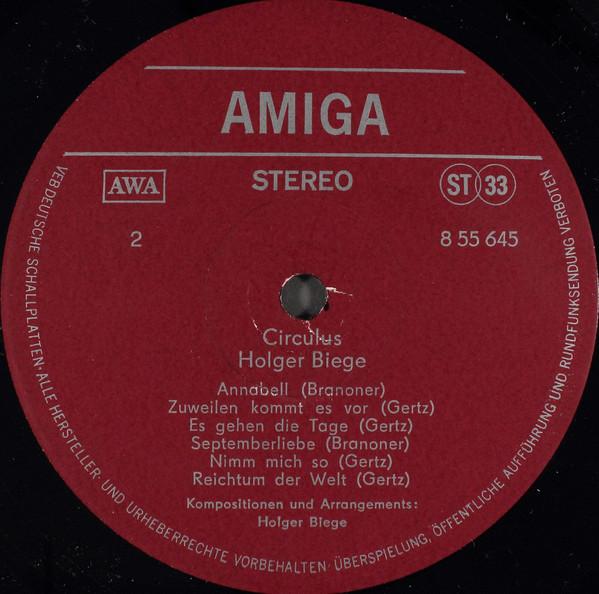 AMIGA
AWA
STEREO
ST 33
2
8 55 645
Circulus
Holger Biege
Annabell (Branoner)
Zuweilen kommt es vor (Gertz)
Es gehen die Tage (Gertz)
Septemberliebe (Branoner)
Nimm mich so (Gertz)
Reichtum der Welt (Gertz)
Kompositionen und Arrangements:
Holger Biege
VEB DEUTSCHE SCHALLPLATTEN · ALLE HERSTELLER- UND URHEBERRECHTE VORBEHALTEN · ÜBERSPIELUNG, ÖFFENTLICHE AUFFÜHRUNG UND RUNDFUNKSENDUNG VERBOTEN